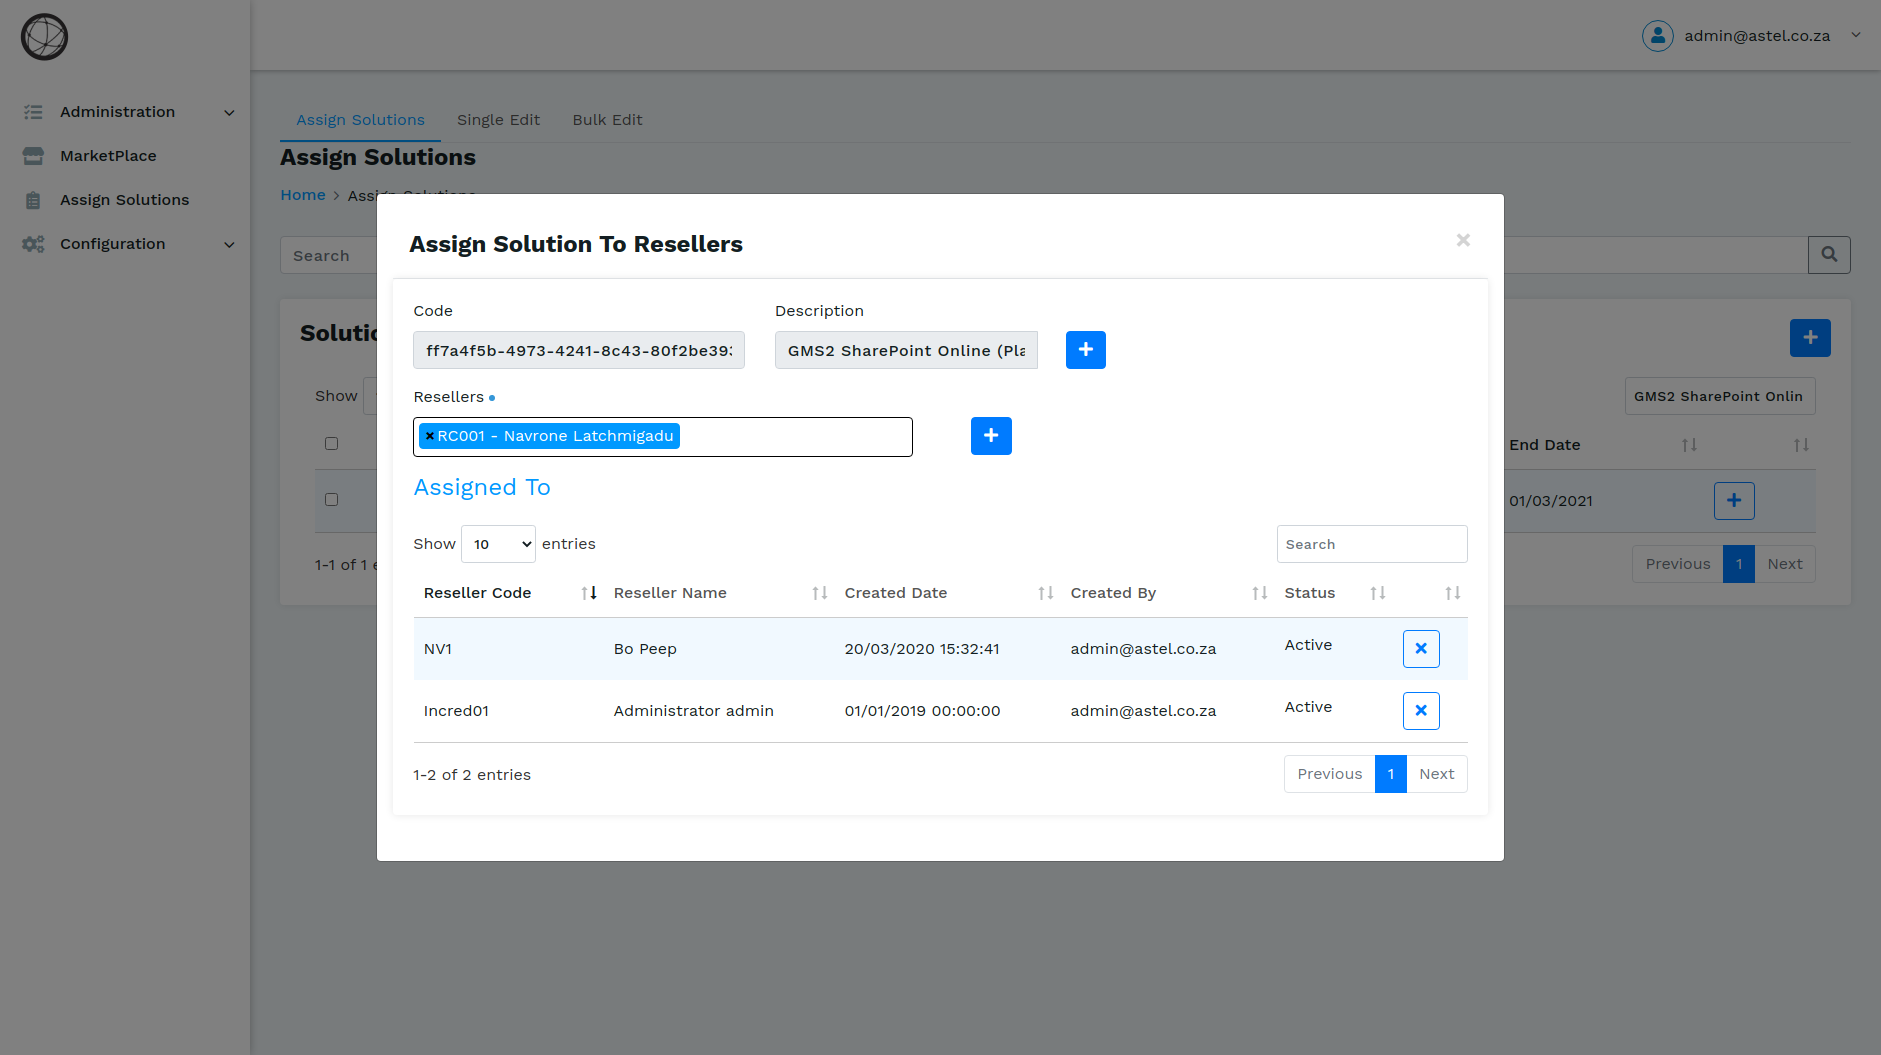 admin@astel.co.za
Administration
MarketPlace
Assign Solutions
Configuration
Assign Solutions Single Edit Bulk Edit
Assign Solutions
Home > Assign Solutions
Search
Show
1-1 of 1 e
GMS2 SharePoint Onlin
End Date
01/03/2021
Previous 1 Next
Assign Solution To Resellers
×
Code Description
ff7a4f5b-4973-4241-8c43-80f2be393 GMS2 SharePoint Online (Pla
Resellers
×RC001 - Navrone Latchmigadu
Assigned To
Show 10 entries Search
Reseller Code Reseller Name Created Date Created By Status
NV1 Bo Peep 20/03/2020 15:32:41 admin@astel.co.za Active
Incred01 Administrator admin 01/01/2019 00:00:00 admin@astel.co.za Active
1-2 of 2 entries Previous 1 Next